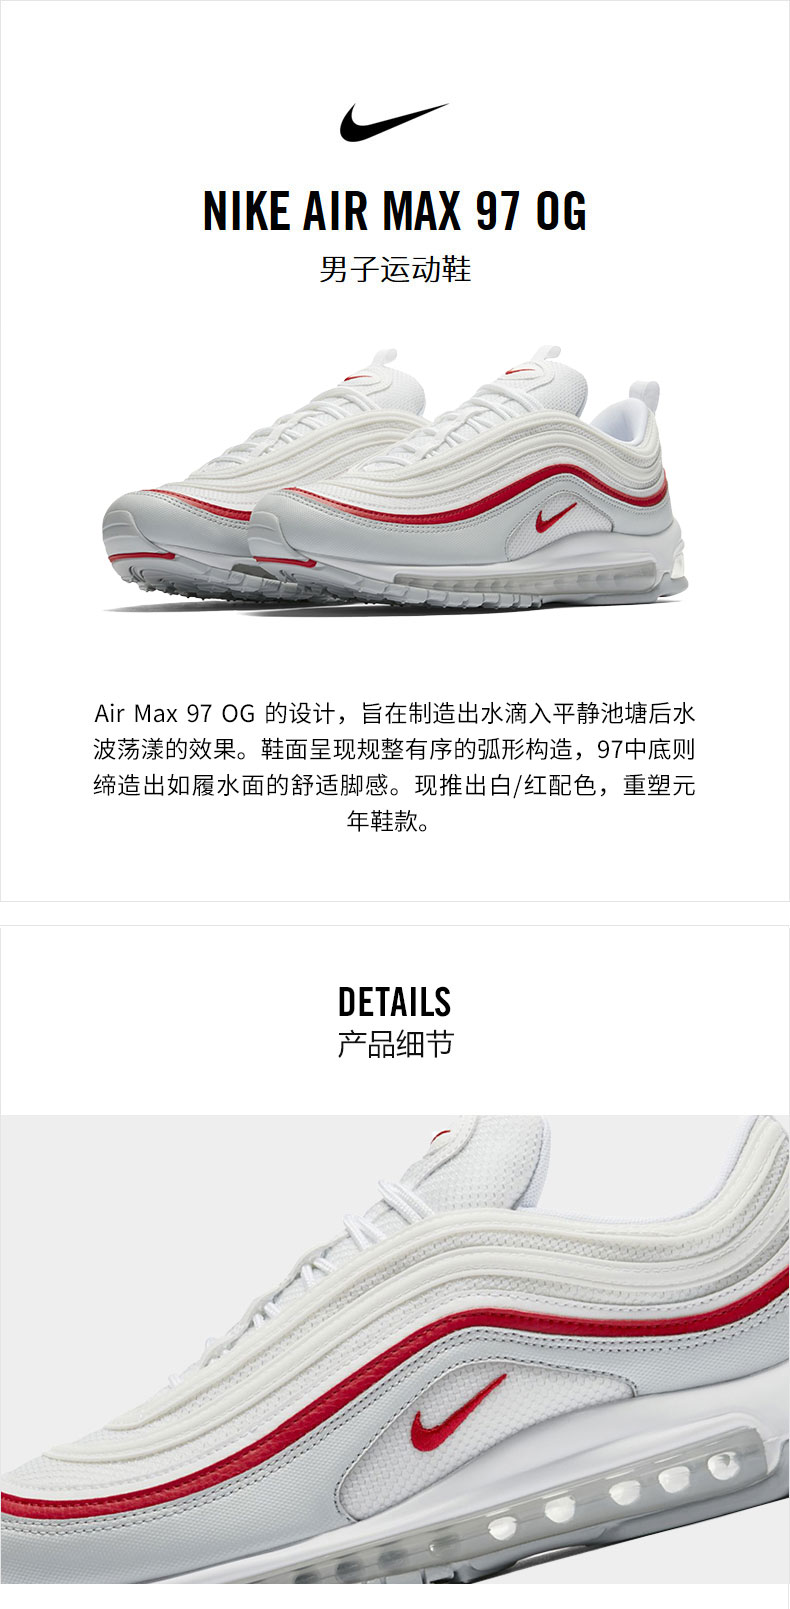 NIKE AIR MAX 97 OG
男子运动鞋
Air Max 97 OG 的设计，旨在制造出水滴入平静池塘后水
波荡漾的效果。鞋面呈现规整有序的弧形构造，97中底则
缔造出如履水面的舒适脚感。现推出白/红配色，重塑元
年鞋款。
DETAILS
产品细节